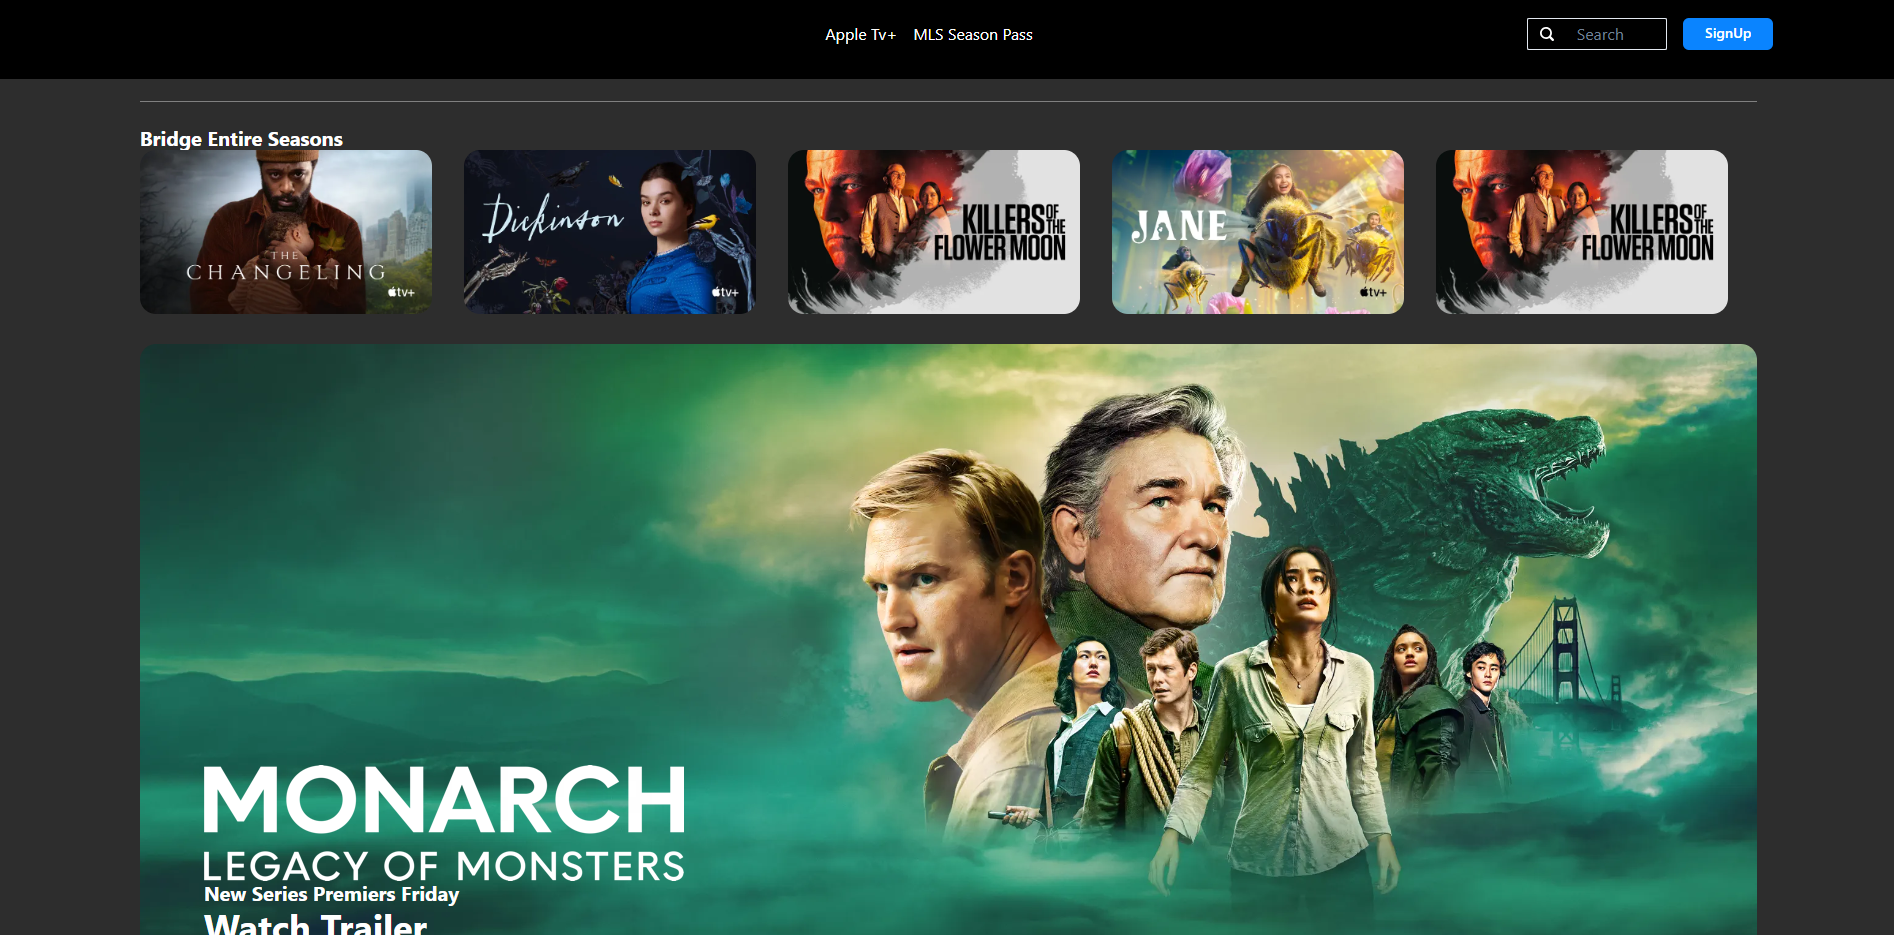 Apple Tv+ MLS Season Pass Search SignUp
Bridge Entire Seasons
THE
CHANGELING
tv+
Dickinson
tv+
KILLERS OF THE
FLOWER MOON
JANE
tv+
KILLERS OF THE
FLOWER MOON
MONARCH
LEGACY OF MONSTERS
New Series Premiers Friday
Watch Trailer